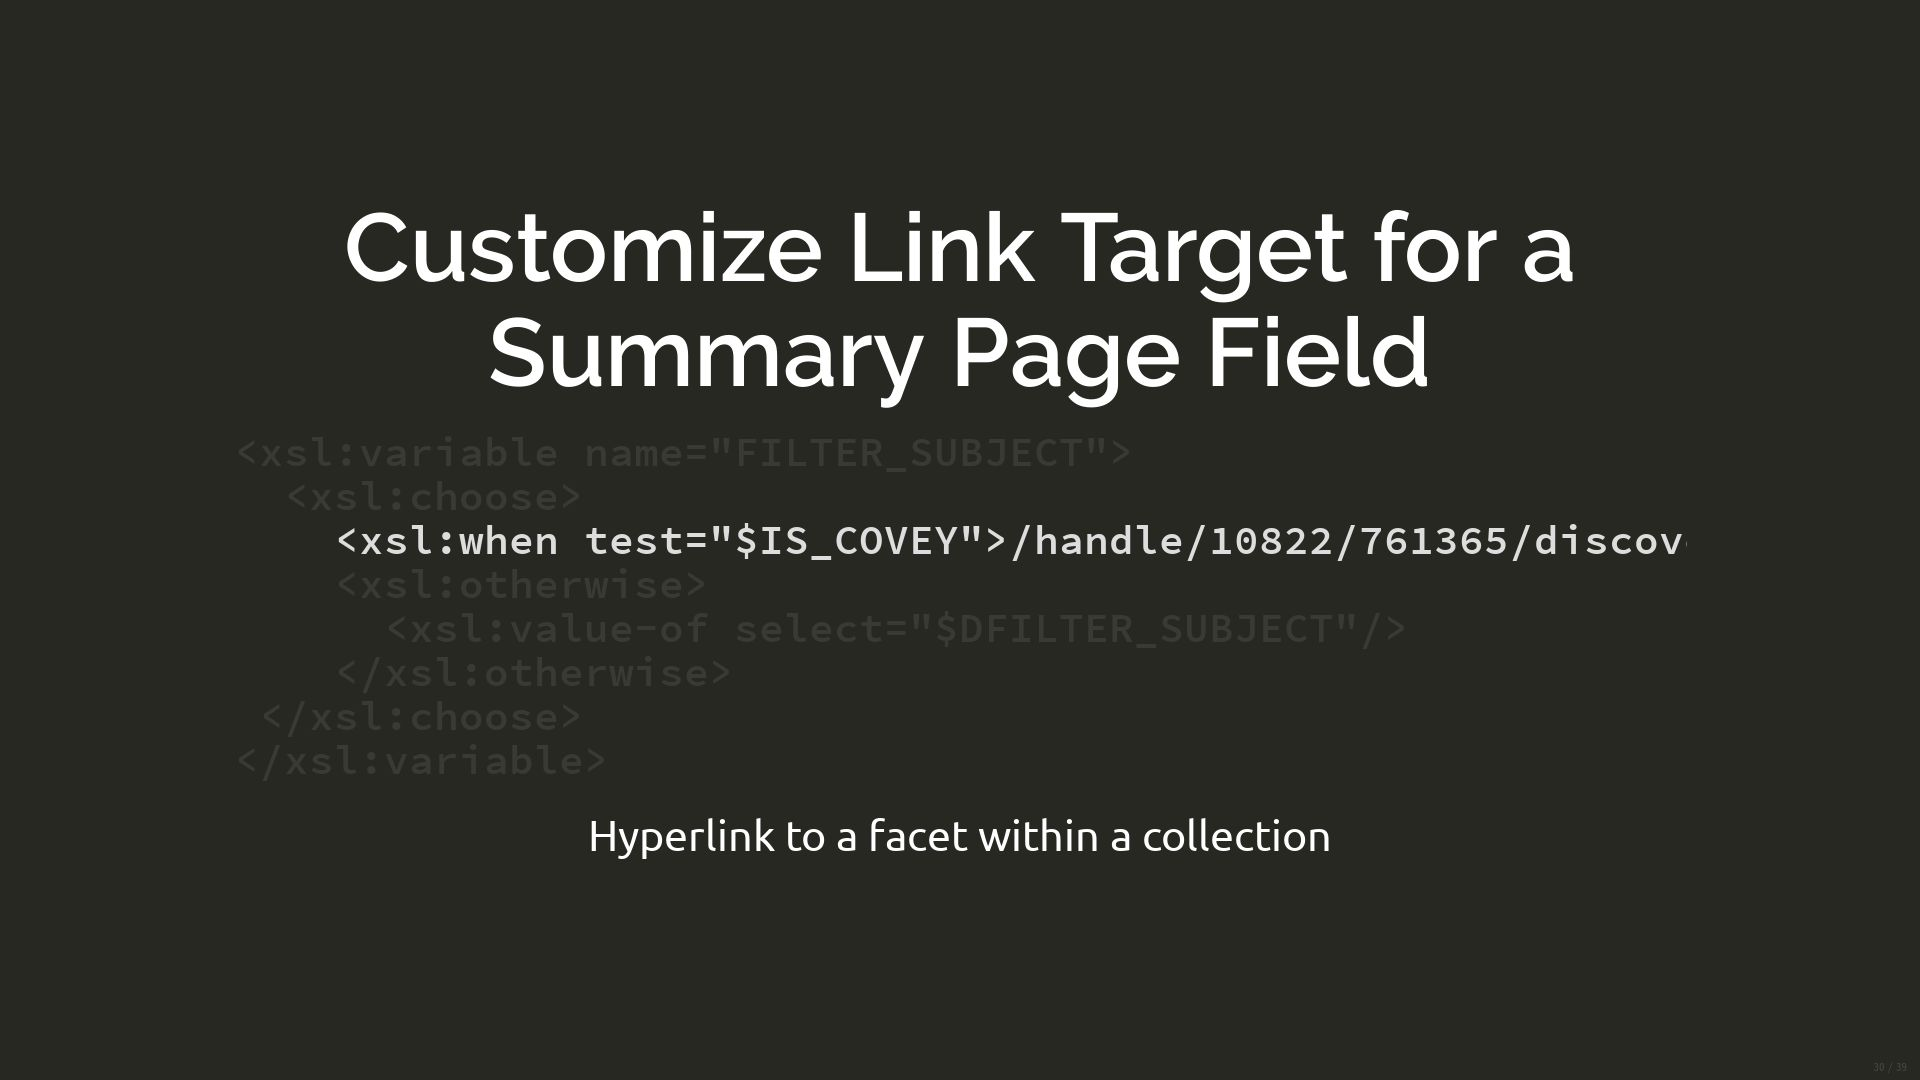 Customize Link Target for a
Summary Page Field
<xsl:variable name="FILTER_SUBJECT">
  <xsl:choose>
    <xsl:when test="$IS_COVEY">/handle/10822/761365/discov
    <xsl:otherwise>
      <xsl:value-of select="$DFILTER_SUBJECT"/>
    </xsl:otherwise>
 </xsl:choose>
</xsl:variable>
Hyperlink to a facet within a collection
30 / 39